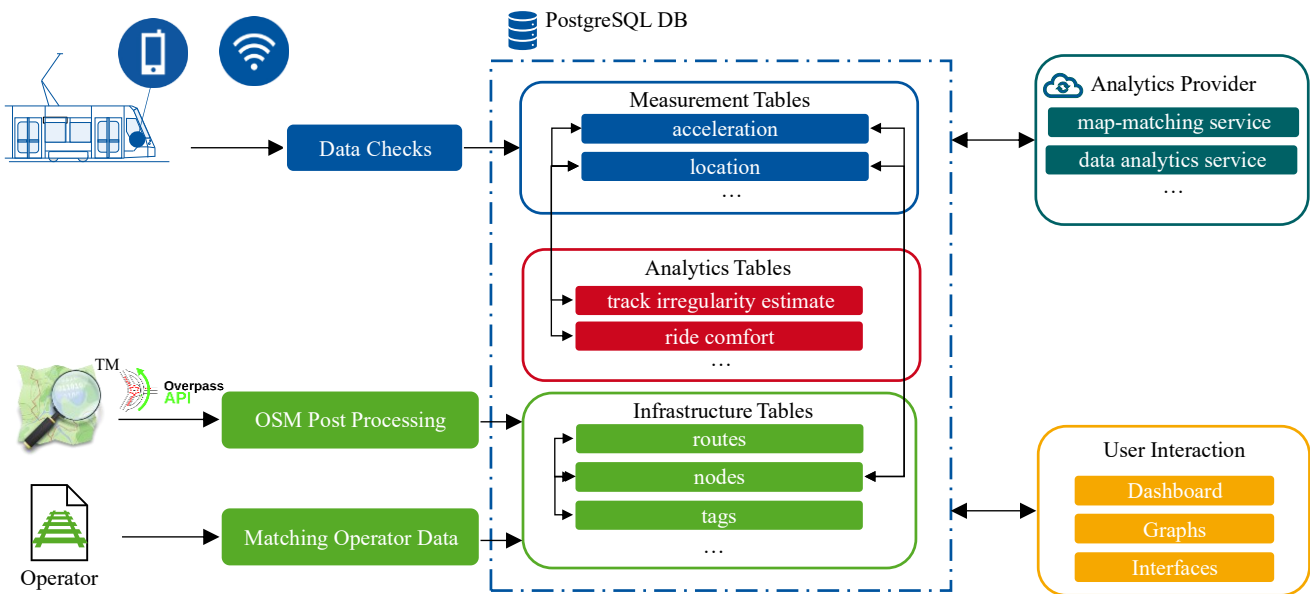 PostgreSQL DB
Measurement Tables
acceleration
location
…
Data Checks
Analytics Provider
map-matching service
data analytics service
…
Analytics Tables
track irregularity estimate
ride comfort
…
TM
Overpass
API
OSM Post Processing
Infrastructure Tables
routes
nodes
tags
…
Matching Operator Data
Operator
User Interaction
Dashboard
Graphs
Interfaces